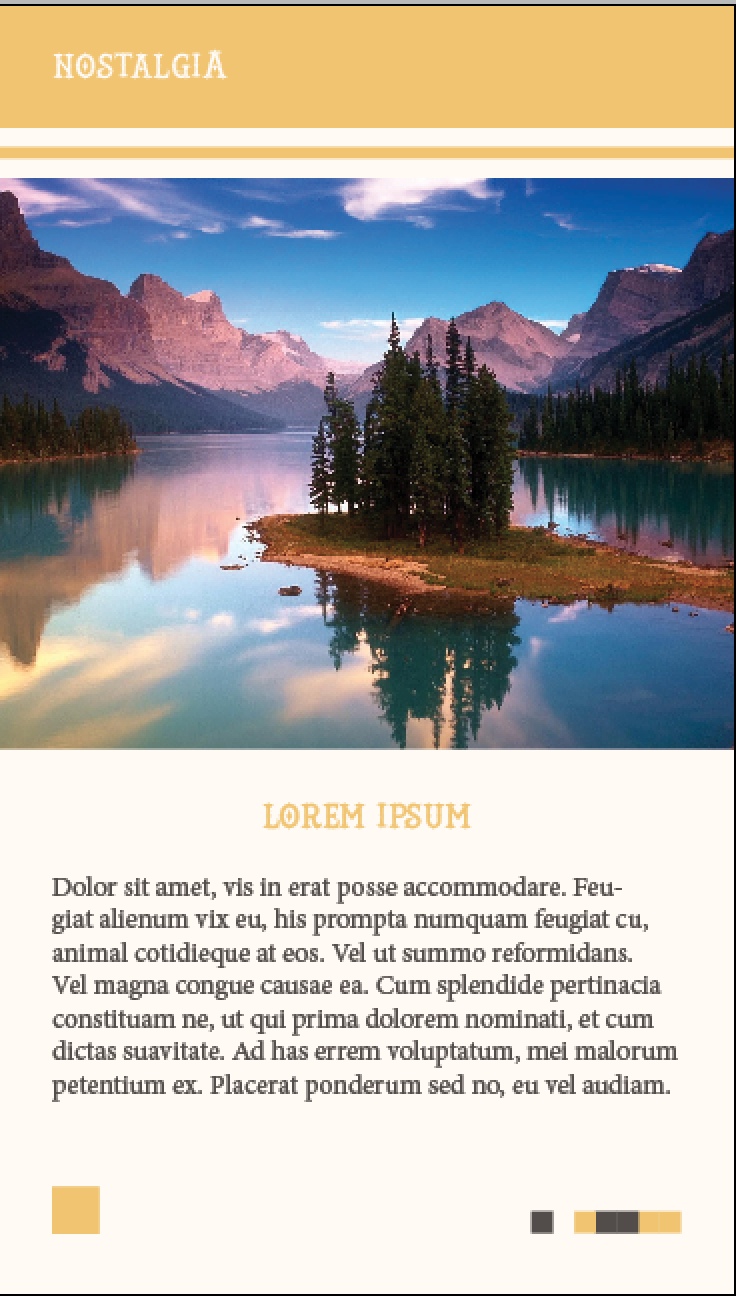 NOSTALGIA
LOREM IPSUM
Dolor sit amet, vis in erat posse accommodare. Feu-
giat alienum vix eu, his prompta numquam feugiat cu,
animal cotidieque at eos. Vel ut summo reformidans.
Vel magna congue causae ea. Cum splendide pertinacia
constituam ne, ut qui prima dolorem nominati, et cum
dictas suavitate. Ad has errem voluptatum, mei malorum
petentium ex. Placerat ponderum sed no, eu vel audiam.